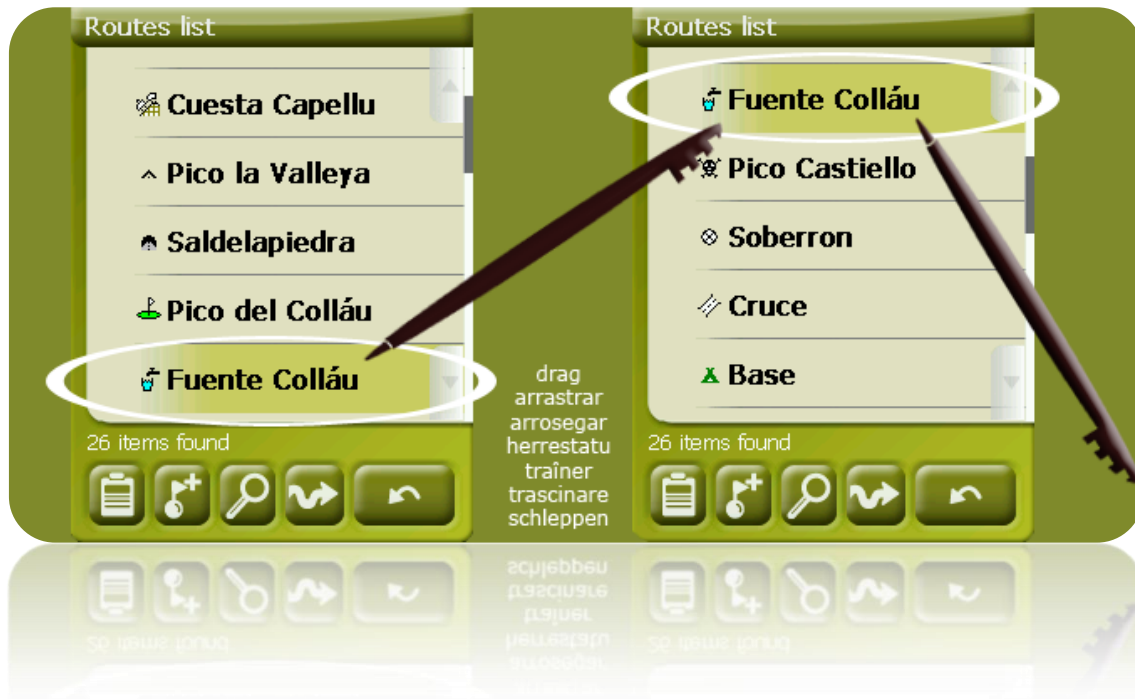 Routes list
Cuesta Capellu
Pico la Valleya
Saldelapiedra
Pico del Colláu
Fuente Colláu
26 items found
drag
arrastrar
arrosegar
herrestatu
traîner
trascinare
schleppen
Routes list
Fuente Colláu
Pico Castiello
Soberron
Cruce
Base
26 items found